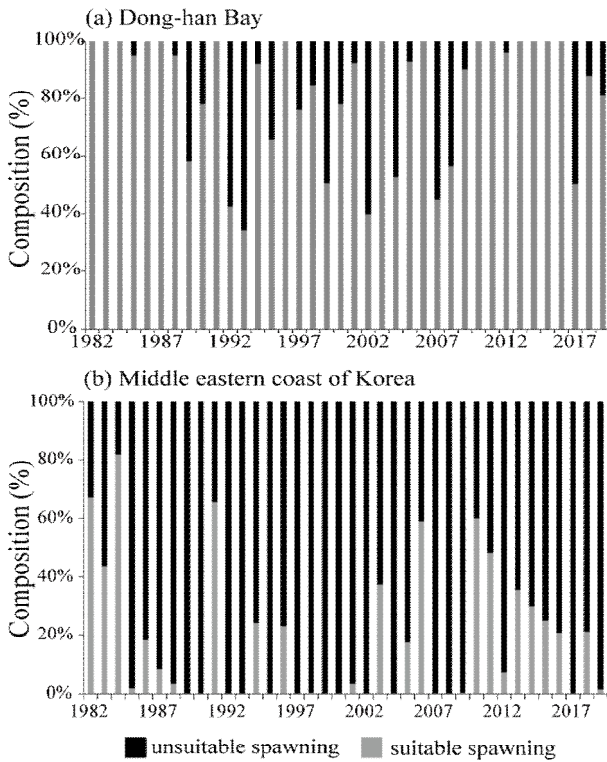 (a) Dong-han Bay
100%
80%
60%
40%
20%
0%
Composition (%)
1982 1987 1992 1997 2002 2007 2012 2017
(b) Middle eastern coast of Korea
100%
80%
60%
40%
20%
0%
Composition (%)
1982 1987 1992 1997 2002 2007 2012 2017
unsuitable spawning suitable spawning